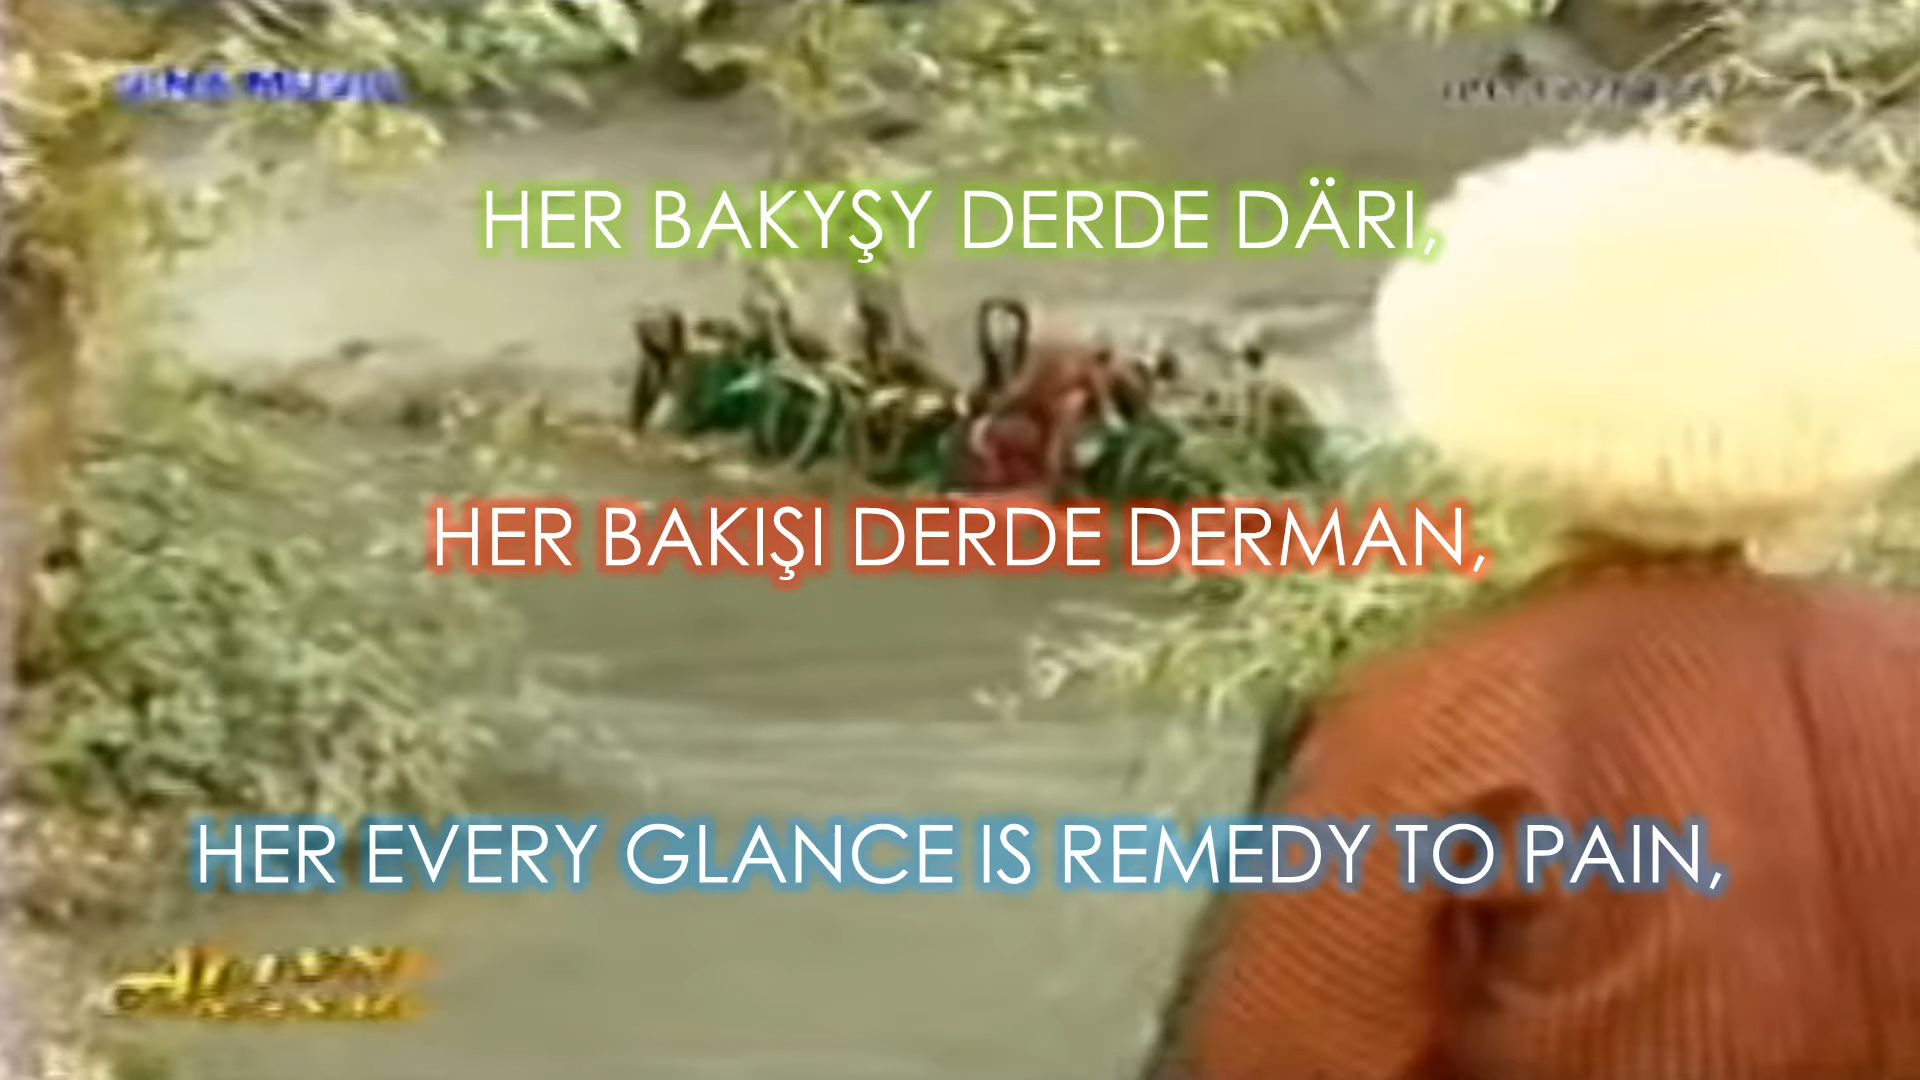 HER BAKYŞY DERDE DÄRI,
HER BAKIŞI DERDE DERMAN,
HER EVERY GLANCE IS REMEDY TO PAIN,